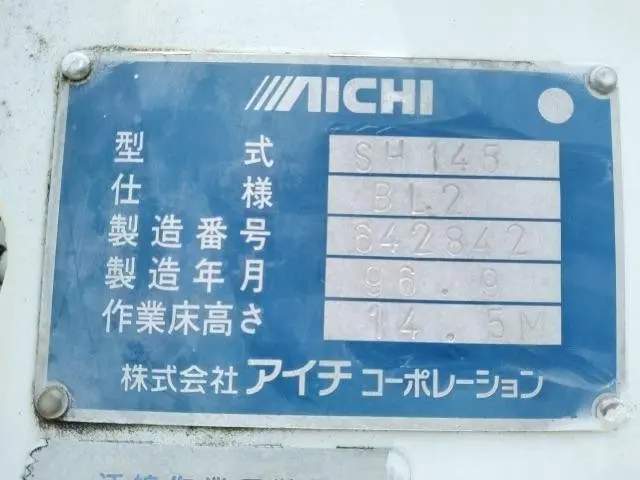 AICHI
型式 SH145
仕様 BL2
製造番号 642842
製造年月 96.9
作業床高さ 14.5M
株式会社 アイチ コーポレーション